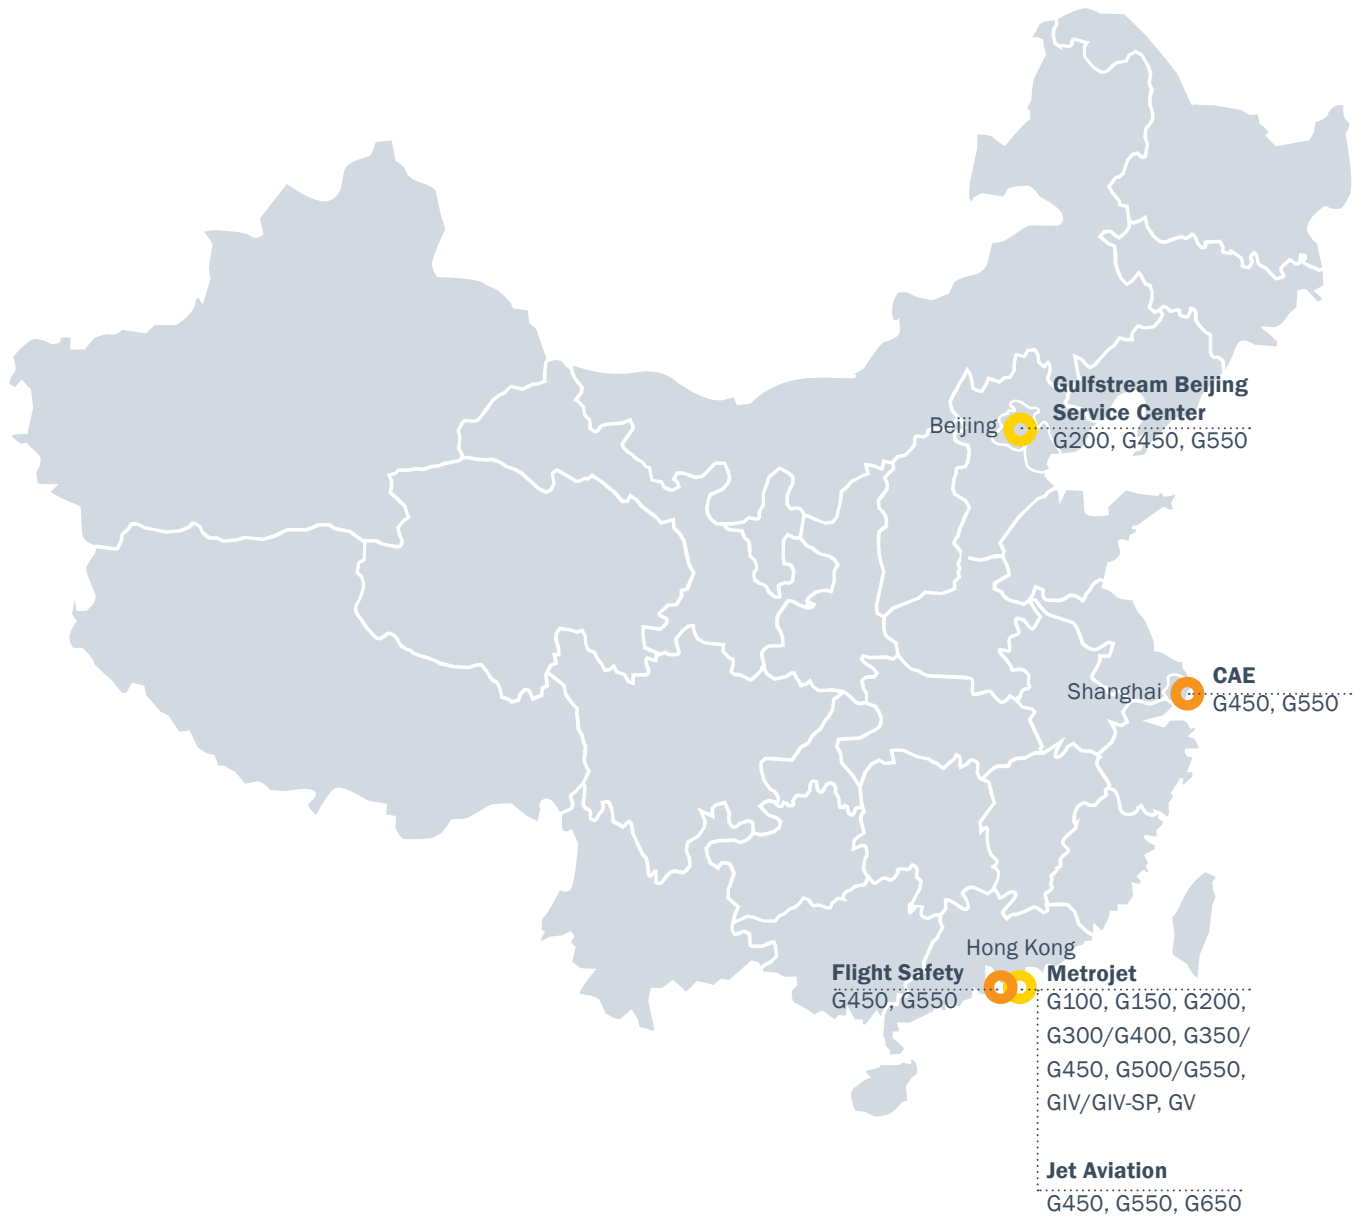 Gulfstream Beijing
Service Center
Beijing
G200, G450, G550
CAE
Shanghai
G450, G550
Hong Kong
Flight Safety
G450, G550
Metrojet
G100, G150, G200,
G300/G400, G350/
G450, G500/G550,
GIV/GIV-SP, GV
Jet Aviation
G450, G550, G650